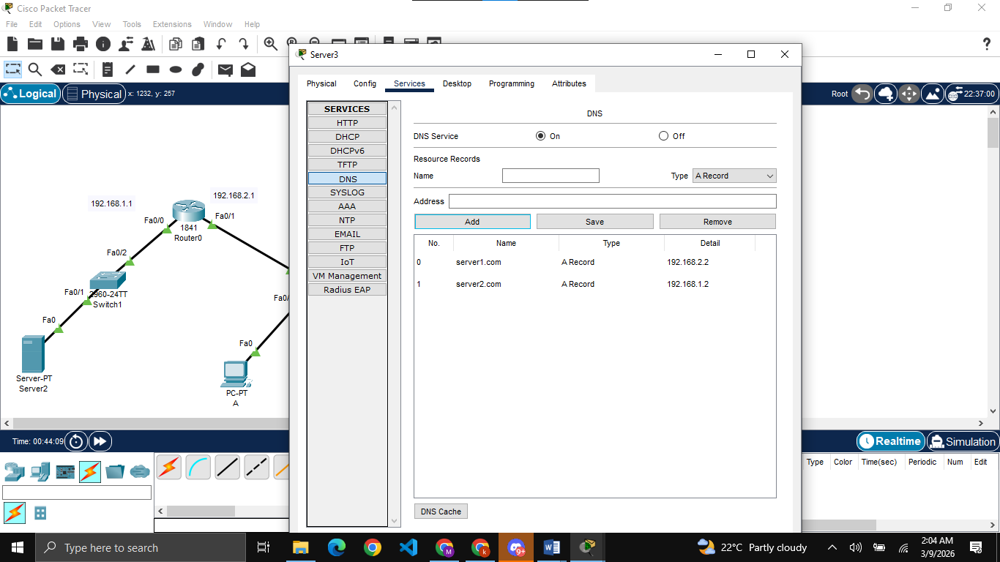 Cisco Packet Tracer
File Edit Options View Tools Extensions Window Help
Logical Physical x: 1232, y: 257
Root 22:37:00
Server3
Physical Config Services Desktop Programming Attributes
SERVICES
HTTP
DHCP
DHCPv6
TFTP
DNS
SYSLOG
AAA
NTP
EMAIL
FTP
IoT
VM Management
Radius EAP
DNS
DNS Service On Off
Resource Records
Name Type A Record
Address
Add Save Remove
No. Name Type Detail
0 server1.com A Record 192.168.2.2
1 server2.com A Record 192.168.1.2
DNS Cache
192.168.1.1
192.168.2.1
Fa0/0
Fa0/1
1841
Router0
Fa0/2
Fa0/1
2960-24TT
Switch1
Fa0
Server-PT
Server2
Fa0/
Fa0
PC-PT
A
Time: 00:44:09
Realtime Simulation
Type Color Time(sec) Periodic Num Edit
Type here to search
M
k
9+
22°C Partly cloudy
2:04 AM
3/9/2026